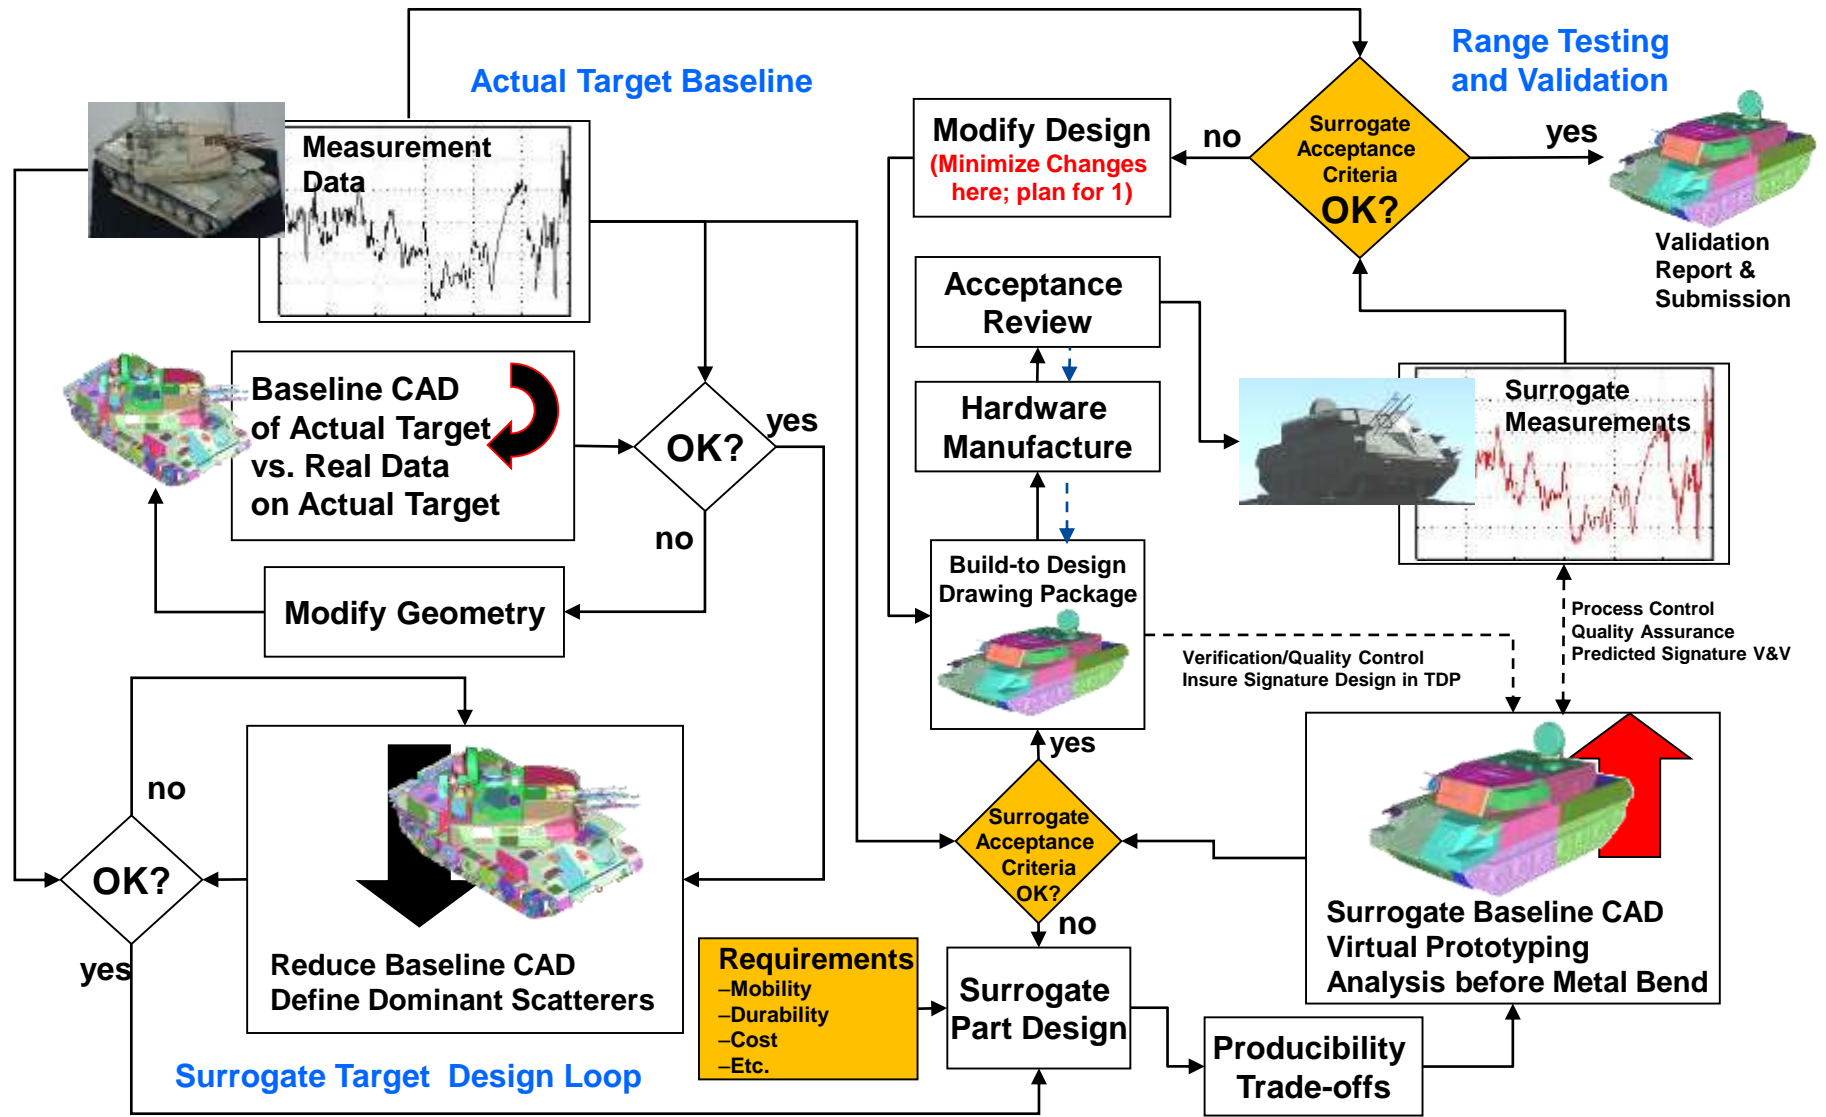 Actual Target Baseline
Range Testing
and Validation
Measurement
Data
Modify Design
(Minimize Changes
here; plan for 1)
no
Surrogate
Acceptance
Criteria
OK?
yes
Validation
Report &
Submission
Acceptance
Review
Baseline CAD
of Actual Target
vs. Real Data
on Actual Target
OK?
yes
no
Hardware
Manufacture
Surrogate
Measurements
Modify Geometry
Build-to Design
Drawing Package
Process Control
Quality Assurance
Predicted Signature V&V
Verification/Quality Control
Insure Signature Design in TDP
yes
no
OK?
yes
Reduce Baseline CAD
Define Dominant Scatterers
Surrogate
Acceptance
Criteria
OK?
no
Surrogate Baseline CAD
Virtual Prototyping
Analysis before Metal Bend
Requirements
–Mobility
–Durability
–Cost
–Etc.
Surrogate
Part Design
Producibility
Trade-offs
Surrogate Target  Design Loop